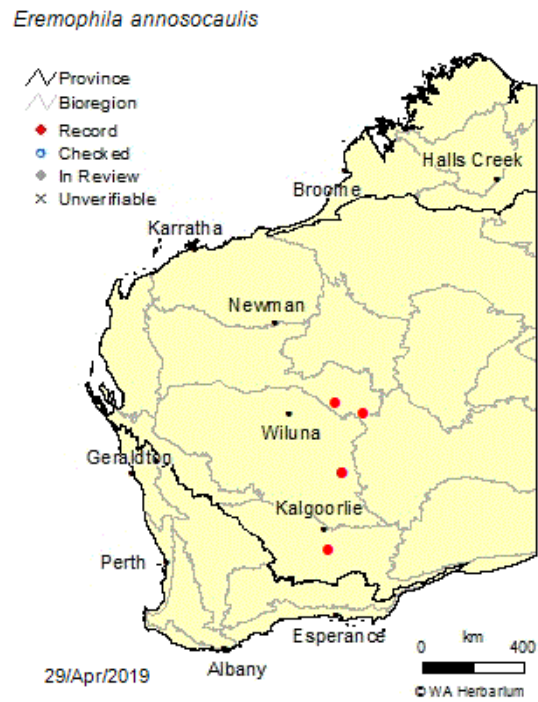 Eremophila annosocaulis
Province
Bioregion
Record
Checked
In Review
Unverifiable
Halls Creek
Broome
Karratha
Newman
Wiluna
Geraldton
Kalgoorlie
Perth
Esperance
Albany
0 km 400
29/Apr/2019
© WA Herbarium